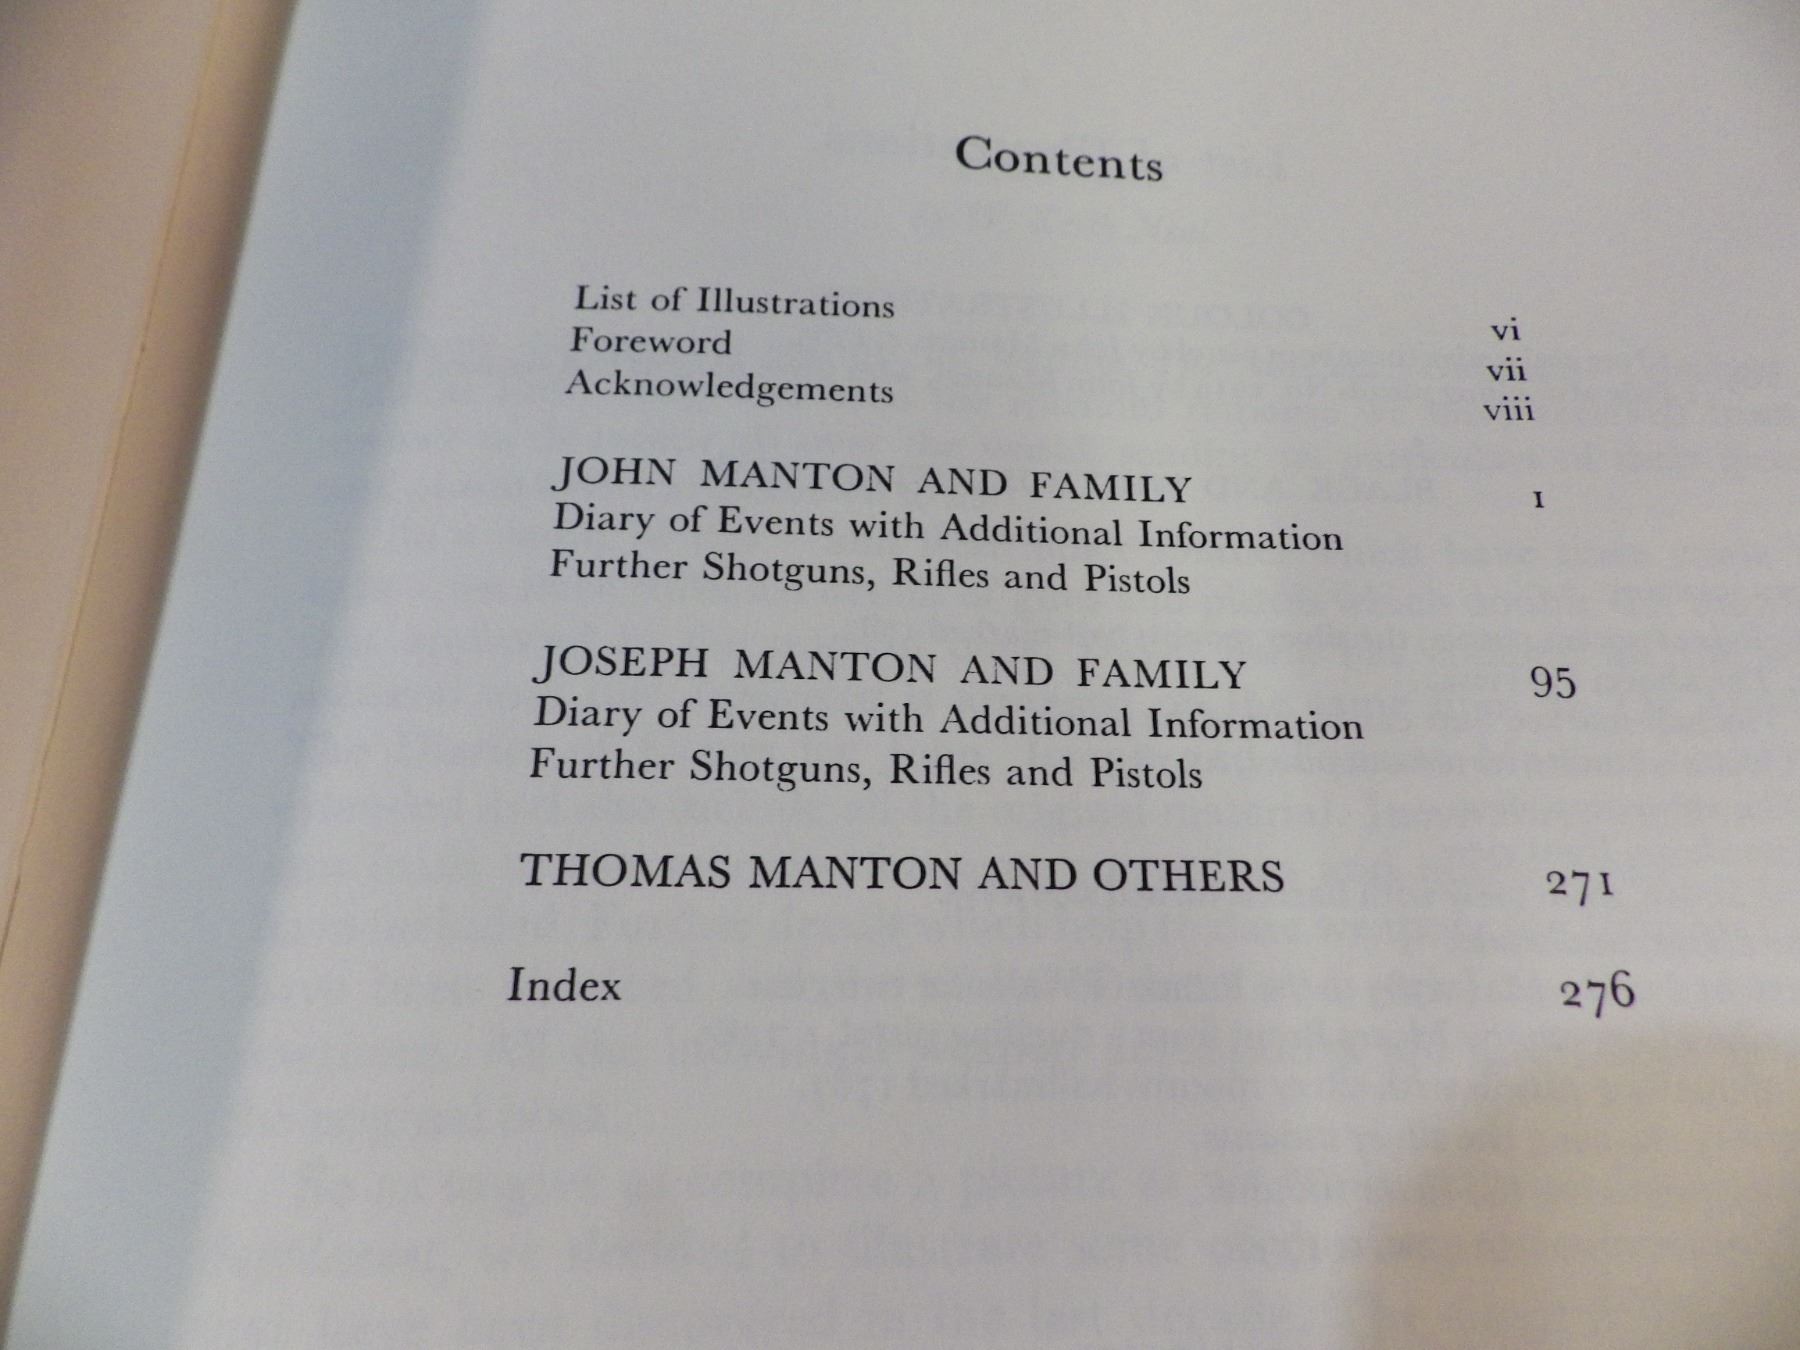 Contents
List of Illustrations vi
Foreword vii
Acknowledgements viii
JOHN MANTON AND FAMILY 1
Diary of Events with Additional Information
Further Shotguns, Rifles and Pistols
JOSEPH MANTON AND FAMILY 95
Diary of Events with Additional Information
Further Shotguns, Rifles and Pistols
THOMAS MANTON AND OTHERS 271
Index 276